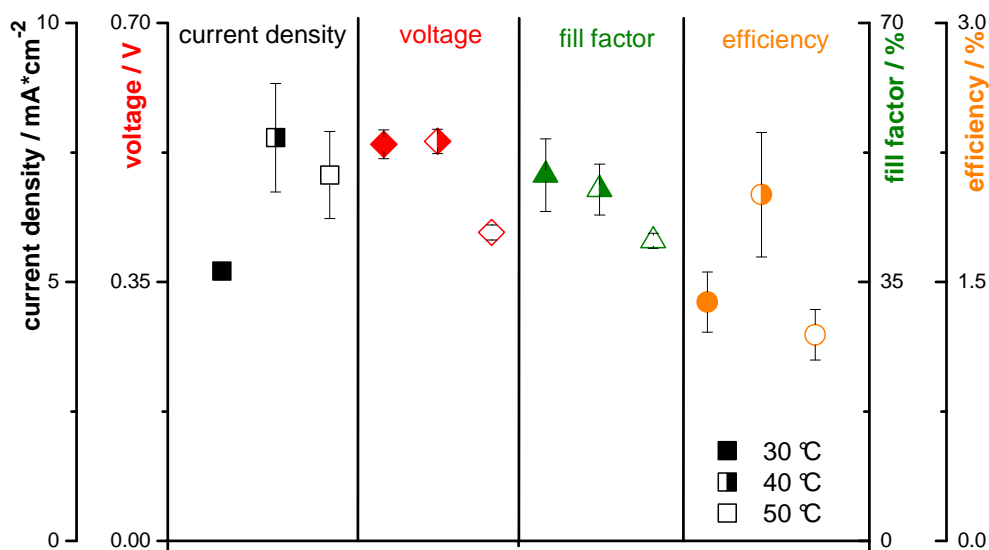 current density / mA*cm-2
10
5
0
voltage / V
0.70
0.35
0.00
current density
voltage
fill factor
efficiency
30 °C
40 °C
50 °C
70
35
0
fill factor / %
3.0
1.5
0.0
efficiency / %